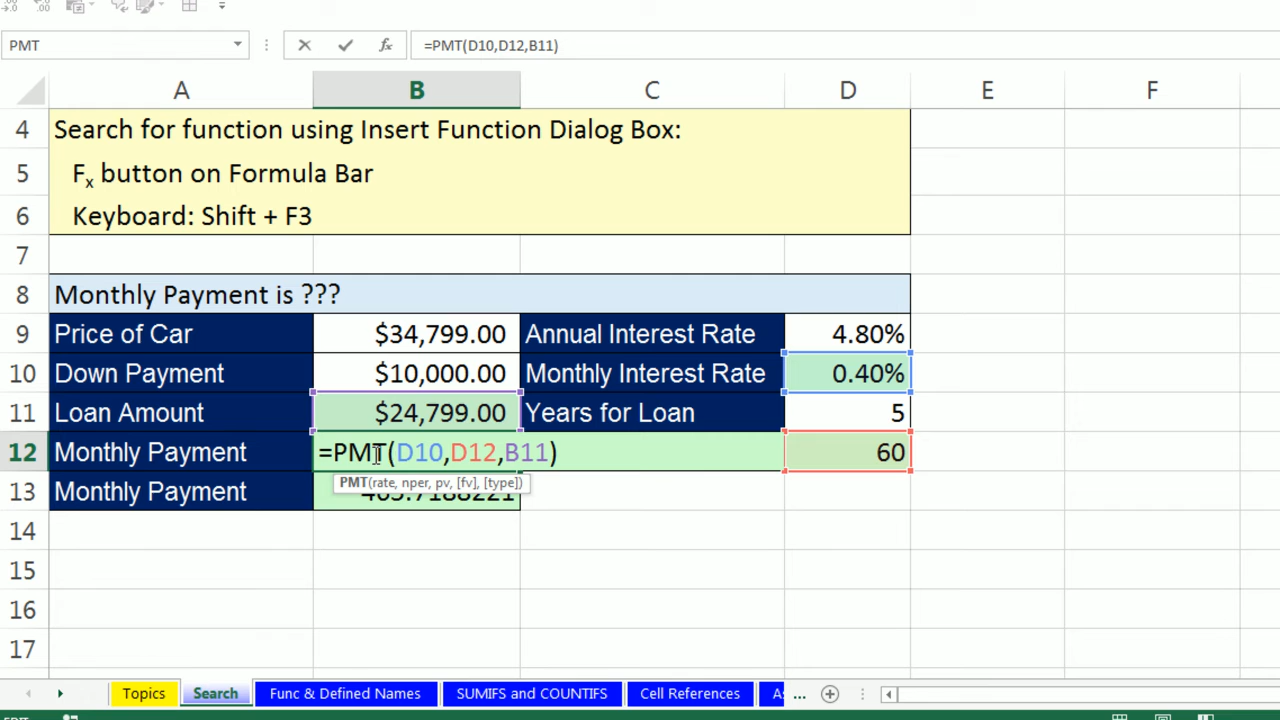 PMT =PMT(D10,D12,B11)
A B C D E F
4 Search for function using Insert Function Dialog Box:
5 Fx button on Formula Bar
6 Keyboard: Shift + F3
7
8 Monthly Payment is ???
9 Price of Car $34,799.00 Annual Interest Rate 4.80%
10 Down Payment $10,000.00 Monthly Interest Rate 0.40%
11 Loan Amount $24,799.00 Years for Loan 5
12 Monthly Payment =PMT(D10,D12,B11) 60
PMT(rate, nper, pv, [fv], [type])
13 Monthly Payment 465.7188221
14
15
16
17
Topics Search Func & Defined Names SUMIFS and COUNTIFS Cell References ...